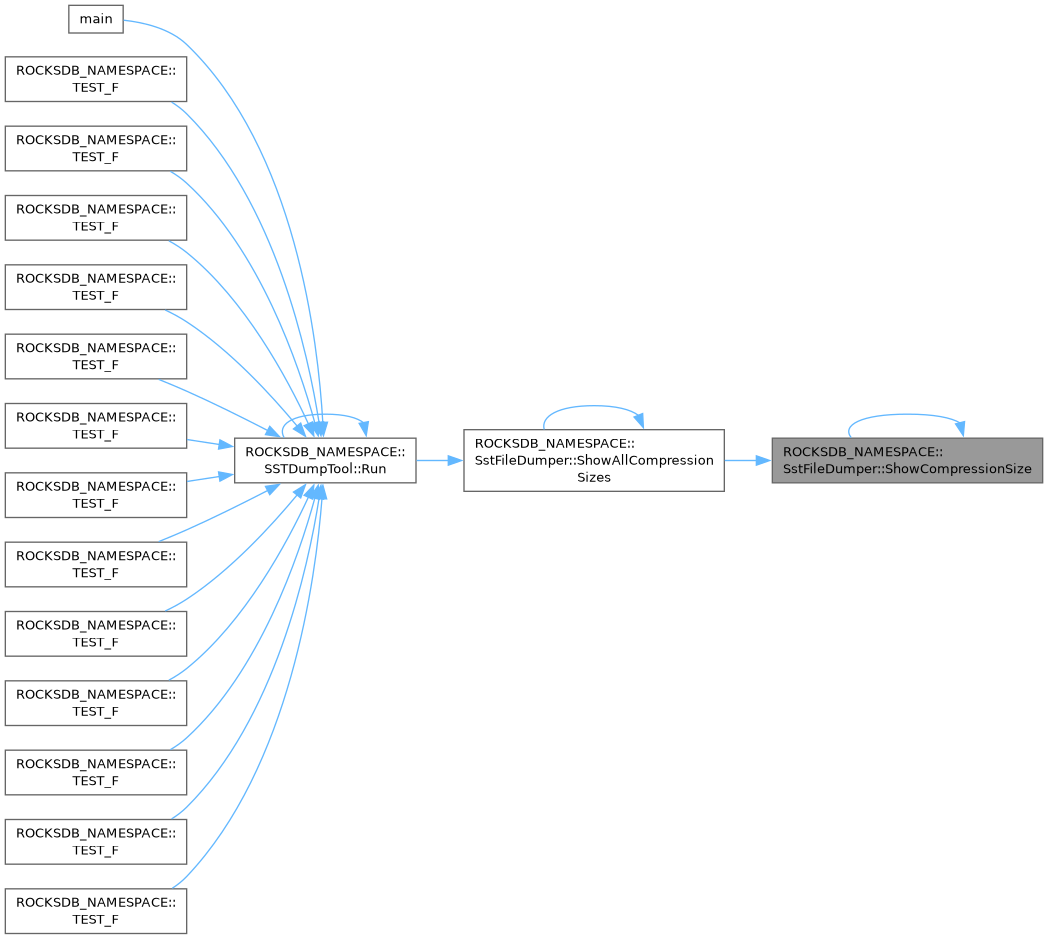 main
ROCKSDB_NAMESPACE::
TEST_F
ROCKSDB_NAMESPACE::
TEST_F
ROCKSDB_NAMESPACE::
TEST_F
ROCKSDB_NAMESPACE::
TEST_F
ROCKSDB_NAMESPACE::
TEST_F
ROCKSDB_NAMESPACE::
TEST_F
ROCKSDB_NAMESPACE::
TEST_F
ROCKSDB_NAMESPACE::
TEST_F
ROCKSDB_NAMESPACE::
TEST_F
ROCKSDB_NAMESPACE::
TEST_F
ROCKSDB_NAMESPACE::
TEST_F
ROCKSDB_NAMESPACE::
TEST_F
ROCKSDB_NAMESPACE::
TEST_F
ROCKSDB_NAMESPACE::
SSTDumpTool::Run
ROCKSDB_NAMESPACE::
SstFileDumper::ShowAllCompression
Sizes
ROCKSDB_NAMESPACE::
SstFileDumper::ShowCompressionSize